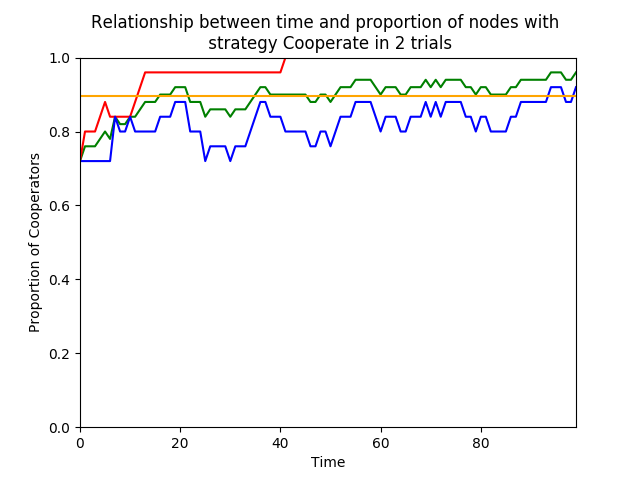 Relationship between time and proportion of nodes with
strategy Cooperate in 2 trials
Proportion of Cooperators
1.0
0.8
0.6
0.4
0.2
0.0
0 20 40 60 80
Time